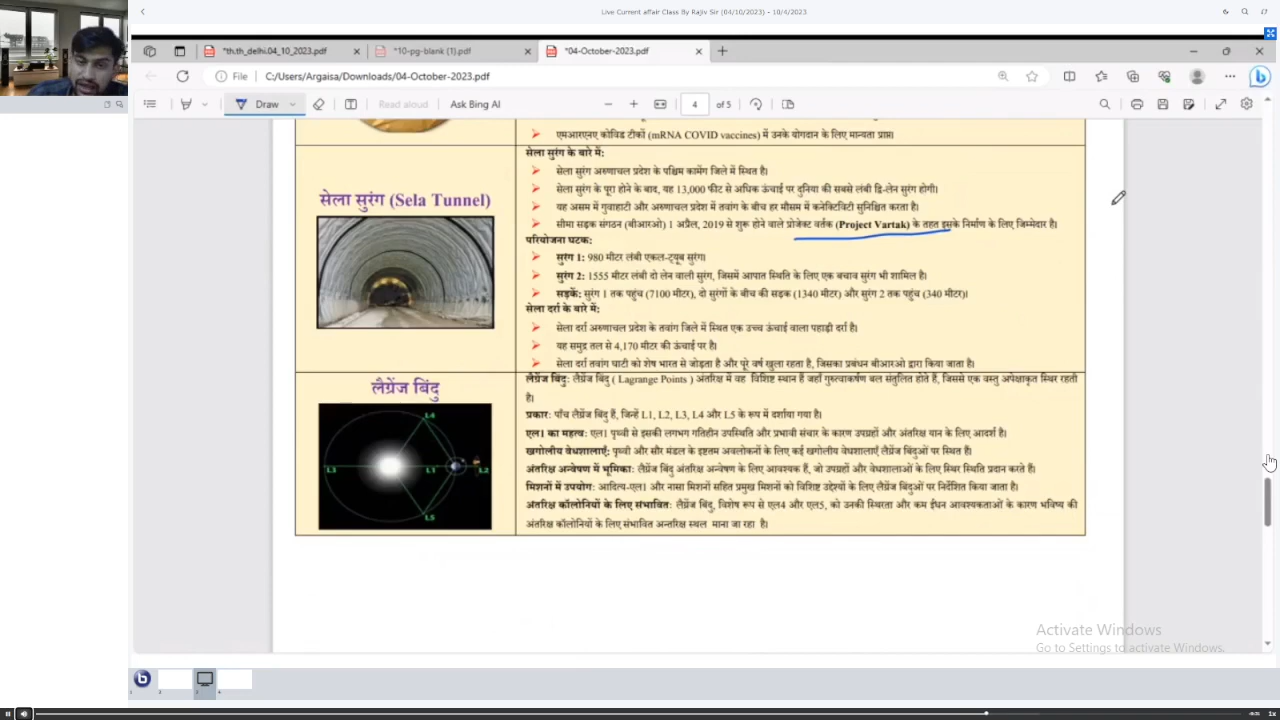 Live Current affair Class By Rajiv Sir (04/10/2023) - 10/4/2023
*th.th_delhi.04_10_2023.pdf
*10-pg-blank (1).pdf
*04-October-2023.pdf
File
C:/Users/Argaisa/Downloads/04-October-2023.pdf
Draw
Read aloud
Ask Bing AI
4
of 5
एमआरएनए कोविड टीकों (mRNA COVID vaccines) में उनके योगदान के लिए मान्यता प्राप्त।
सेला सुरंग (Sela Tunnel)
सेला सुरंग के बारे में:
सेला सुरंग अरुणाचल प्रदेश के पश्चिम कामेंग जिले में स्थित है।
सेला सुरंग के पूरा होने के बाद, यह 13,000 फीट से अधिक ऊंचाई पर दुनिया की सबसे लंबी द्वि-लेन सुरंग होगी।
यह असम में गुवाहाटी और अरुणाचल प्रदेश में तवांग के बीच हर मौसम में कनेक्टिविटी सुनिश्चित करता है।
सीमा सड़क संगठन (बीआरओ) 1 अप्रैल, 2019 से शुरू होने वाले प्रोजेक्ट वर्तक (Project Vartak) के तहत इसके निर्माण के लिए जिम्मेदार है।
परियोजना घटक:
सुरंग 1: 980 मीटर लंबी एकल-ट्यूब सुरंग।
सुरंग 2: 1555 मीटर लंबी दो लेन वाली सुरंग, जिसमें आपात स्थिति के लिए एक बचाव सुरंग भी शामिल है।
सड़कें: सुरंग 1 तक पहुंच (7100 मीटर), दो सुरंगों के बीच की सड़क (1340 मीटर) और सुरंग 2 तक पहुंच (340 मीटर)।
सेला दर्रा के बारे में:
सेला दर्रा अरुणाचल प्रदेश के तवांग जिले में स्थित एक उच्च ऊंचाई वाला पहाड़ी दर्रा है।
यह समुद्र तल से 4,170 मीटर की ऊंचाई पर है।
सेला दर्रा तवांग घाटी को शेष भारत से जोड़ता है और पूरे वर्ष खुला रहता है, जिसका प्रबंधन बीआरओ द्वारा किया जाता है।
लैग्रेंज बिंदु
L4
L3
L1
L2
L5
लैग्रेंज बिंदु: लैग्रेंज बिंदु ( Lagrange Points ) अंतरिक्ष में वह विशिष्ट स्थान हैं जहाँ गुरुत्वाकर्षण बल संतुलित होते हैं, जिससे एक वस्तु अपेक्षाकृत स्थिर रहती
है।
प्रकार: पाँच लैग्रेंज बिंदु हैं, जिन्हें L1, L2, L3, L4 और L5 के रूप में दर्शाया गया है।
एल1 का महत्व: एल1 पृथ्वी से इसकी लगभग गतिहीन उपस्थिति और प्रभावी संचार के कारण उपग्रहों और अंतरिक्ष यान के लिए आदर्श है।
खगोलीय वेधशालाएँ: पृथ्वी और सौर मंडल के इष्टतम अवलोकनों के लिए कई खगोलीय वेधशालाएँ लैग्रेंज बिंदुओं पर स्थित हैं।
अंतरिक्ष अन्वेषण में भूमिका: लैग्रेंज बिंदु अंतरिक्ष अन्वेषण के लिए आवश्यक हैं, जो उपग्रहों और वेधशालाओं के लिए स्थिर स्थिति प्रदान करते हैं।
मिशनों में उपयोग: आदित्य-एल1 और नासा मिशनों सहित प्रमुख मिशनों को विशिष्ट उद्देश्यों के लिए लैग्रेंज बिंदुओं पर निर्देशित किया जाता है।
अंतरिक्ष कॉलोनियों के लिए संभावित: लैग्रेंज बिंदु, विशेष रूप से एल4 और एल5, को उनकी स्थिरता और कम ईंधन आवश्यकताओं के कारण भविष्य की
अंतरिक्ष कॉलोनियों के लिए संभावित अन्तरिक्ष स्थल माना जा रहा है।
Activate Windows
Go to Settings to activate Windows.
1x